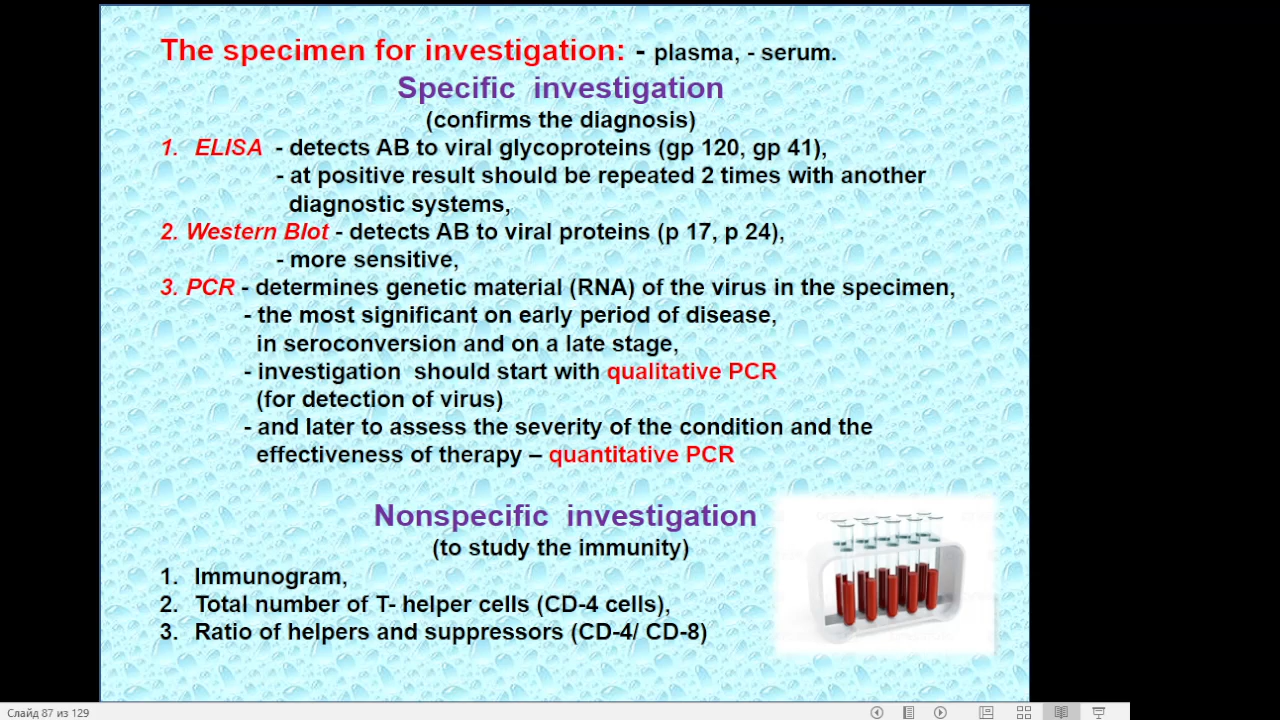 The specimen for investigation: - plasma, - serum.
Specific investigation
(confirms the diagnosis)
1. ELISA - detects AB to viral glycoproteins (gp 120, gp 41),
- at positive result should be repeated 2 times with another
diagnostic systems,
2. Western Blot - detects AB to viral proteins (p 17, p 24),
- more sensitive,
3. PCR - determines genetic material (RNA) of the virus in the specimen,
- the most significant on early period of disease,
in seroconversion and on a late stage,
- investigation should start with qualitative PCR
(for detection of virus)
- and later to assess the severity of the condition and the
effectiveness of therapy – quantitative PCR
Nonspecific investigation
(to study the immunity)
1. Immunogram,
2. Total number of T- helper cells (CD-4 cells),
3. Ratio of helpers and suppressors (CD-4/ CD-8)
Слайд 87 из 129